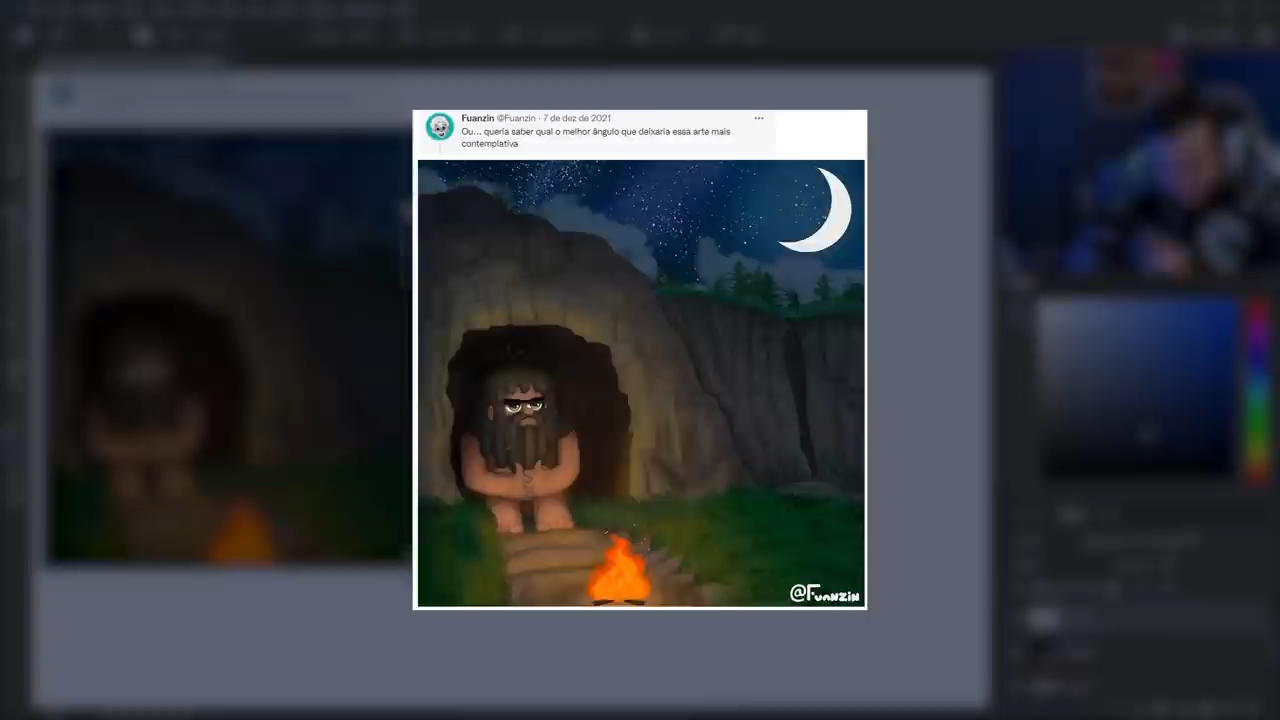 Fuanzin @Fuanzin · 7 de dez de 2021
Ou... queria saber qual o melhor ângulo que deixaria essa arte mais
contemplativa
@Fuanzin